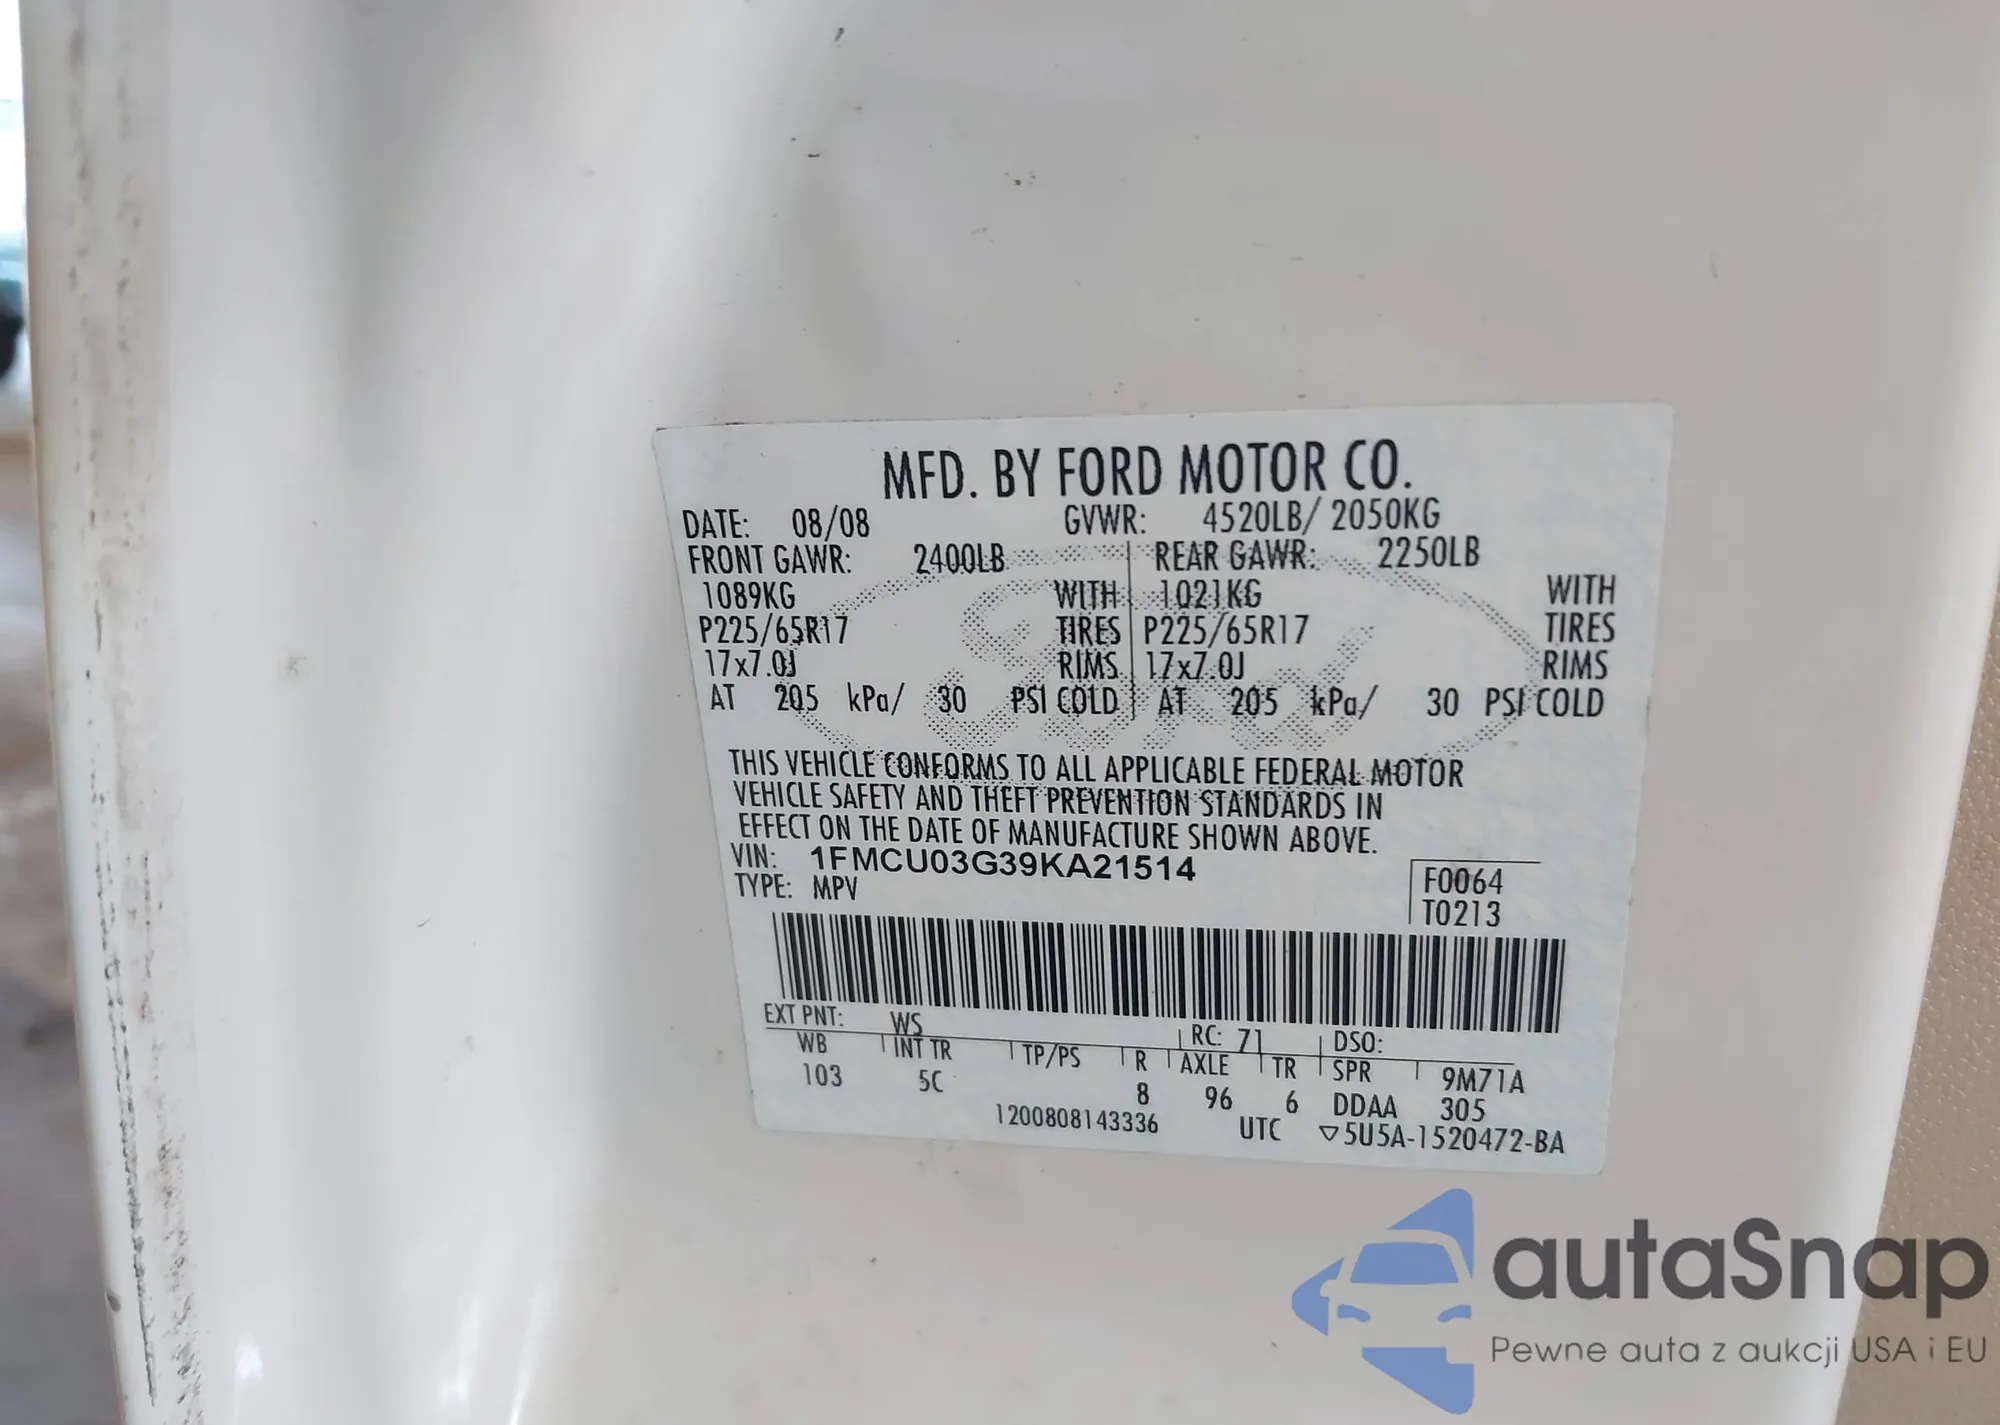 MFD. BY FORD MOTOR CO.
DATE: 08/08 GVWR: 4520LB/ 2050KG
FRONT GAWR: 2400LB REAR GAWR: 2250LB
1089KG WITH 1021KG WITH
P225/65R17 TIRES P225/65R17 TIRES
17x7.0J RIMS 17x7.0J RIMS
AT 205 kPa/ 30 PSI COLD AT 205 kPa/ 30 PSI COLD
THIS VEHICLE CONFORMS TO ALL APPLICABLE FEDERAL MOTOR
VEHICLE SAFETY AND THEFT PREVENTION STANDARDS IN
EFFECT ON THE DATE OF MANUFACTURE SHOWN ABOVE.
VIN: 1FMCU03G39KA21514
TYPE: MPV
F0064
T0213
EXT PNT: WS RC: 71 DSO:
WB INT TR TP/PS R AXLE TR SPR 9M71A
103 5C 8 96 6 DDAA 305
1200808143336 UTC ▽5U5A-1520472-BA
autaSnap
Pewne auta z aukcji USA i EU